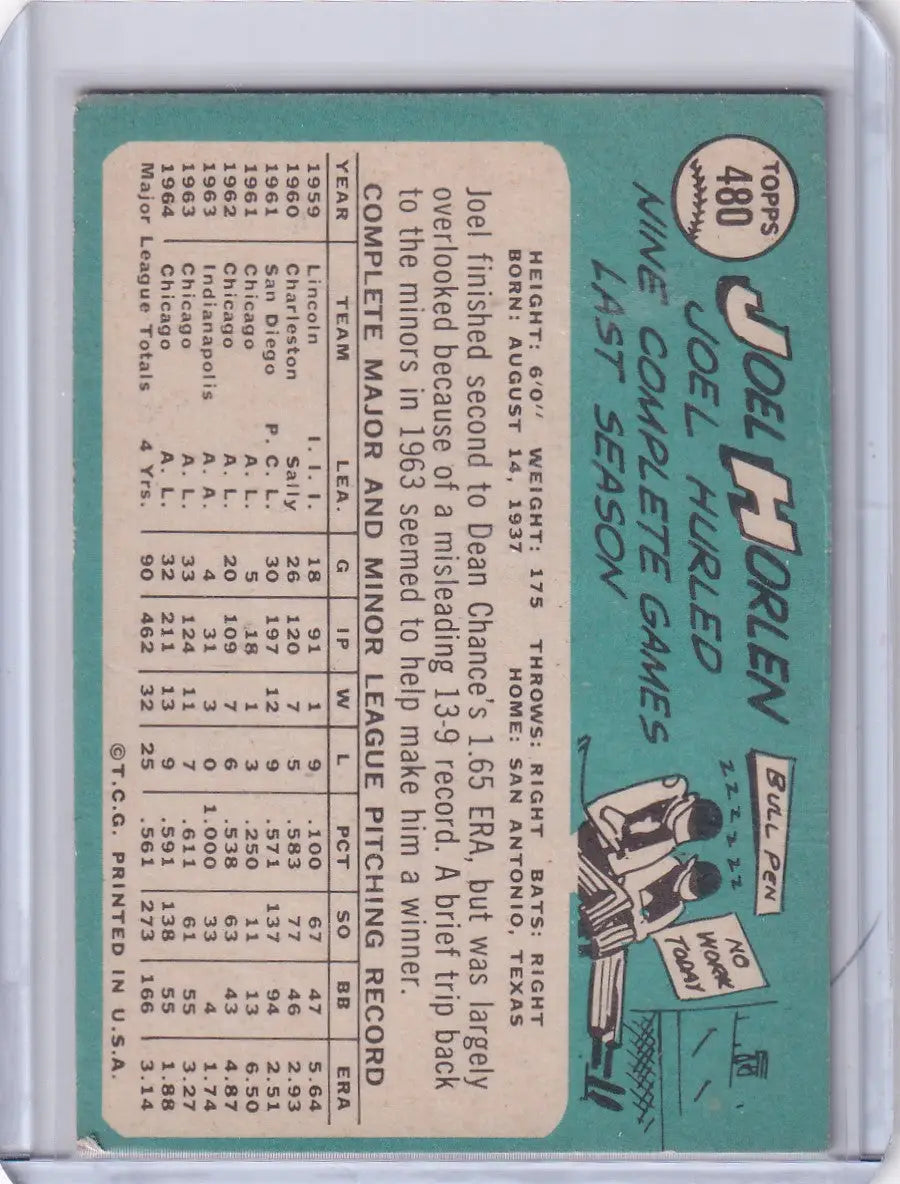 TOPPS
480
JOEL HORLEN
JOEL HURLED
NINE COMPLETE GAMES
LAST SEASON
BULL PEN
ZZZZZZ
NO
WORK
TODAY
HEIGHT: 6'0" WEIGHT: 175 THROWS: RIGHT BATS: RIGHT
BORN: AUGUST 14, 1937 HOME: SAN ANTONIO, TEXAS
Joel finished second to Dean Chance's 1.65 ERA, but was largely
overlooked because of a misleading 13-9 record. A brief trip back
to the minors in 1963 seemed to help make him a winner.
COMPLETE MAJOR AND MINOR LEAGUE PITCHING RECORD
YEAR TEAM LEA. G IP W L PCT SO BB ERA
1959 Lincoln I. I. I. 18 91 1 9 .100 67 47 5.64
1960 Charleston Sally 26 120 7 5 .583 77 46 2.93
1961 San Diego P. C. L. 30 197 12 9 .571 137 94 2.51
1961 Chicago A. L. 5 18 1 3 .250 11 13 6.50
1962 Chicago A. L. 20 109 7 6 .538 63 43 4.87
1963 Indianapolis A. A. 4 31 3 0 1.000 33 4 1.74
1963 Chicago A. L. 33 124 11 7 .611 61 55 3.27
1964 Chicago A. L. 32 211 13 9 .591 138 55 1.88
Major League Totals 4 Yrs. 90 462 32 25 .561 273 166 3.14
©T.C.G. PRINTED IN U.S.A.